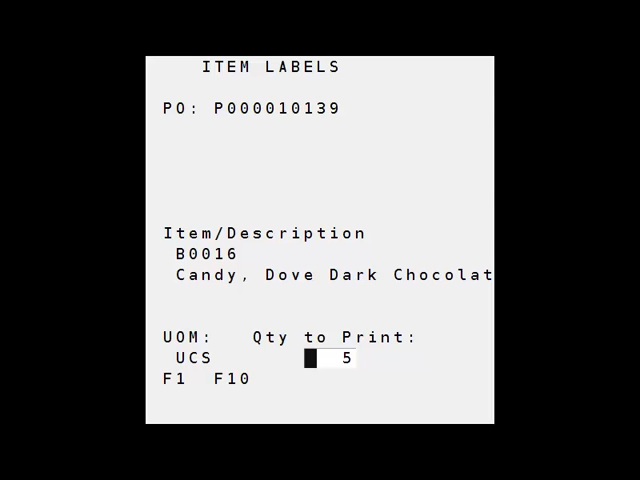 ITEM LABELS
PO: P000010139
Item/Description
B0016
Candy, Dove Dark Chocolat
UOM: Qty to Print:
UCS 5
F1 F10